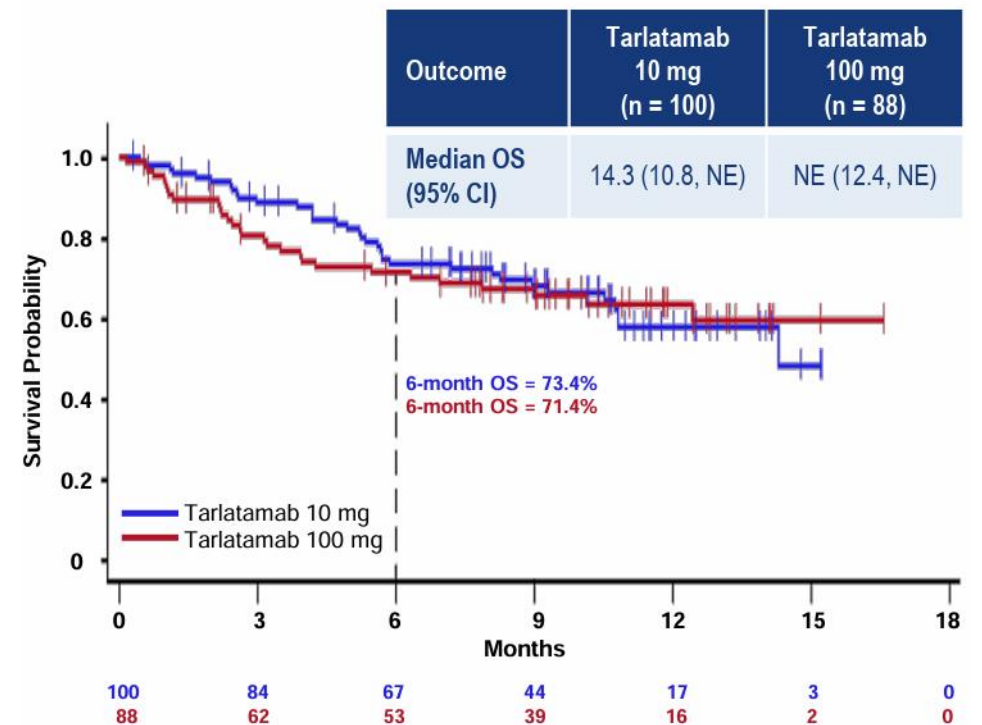 Outcome
Tarlatamab
10 mg
(n = 100)
Tarlatamab
100 mg
(n = 88)
Median OS
(95% CI)
14.3 (10.8, NE)
NE (12.4, NE)
Survival Probability
1.0
0.8
0.6
0.4
0.2
0
6-month OS = 73.4%
6-month OS = 71.4%
Tarlatamab 10 mg
Tarlatamab 100 mg
0 3 6 9 12 15 18
Months
100 84 67 44 17 3 0
88 62 53 39 16 2 0